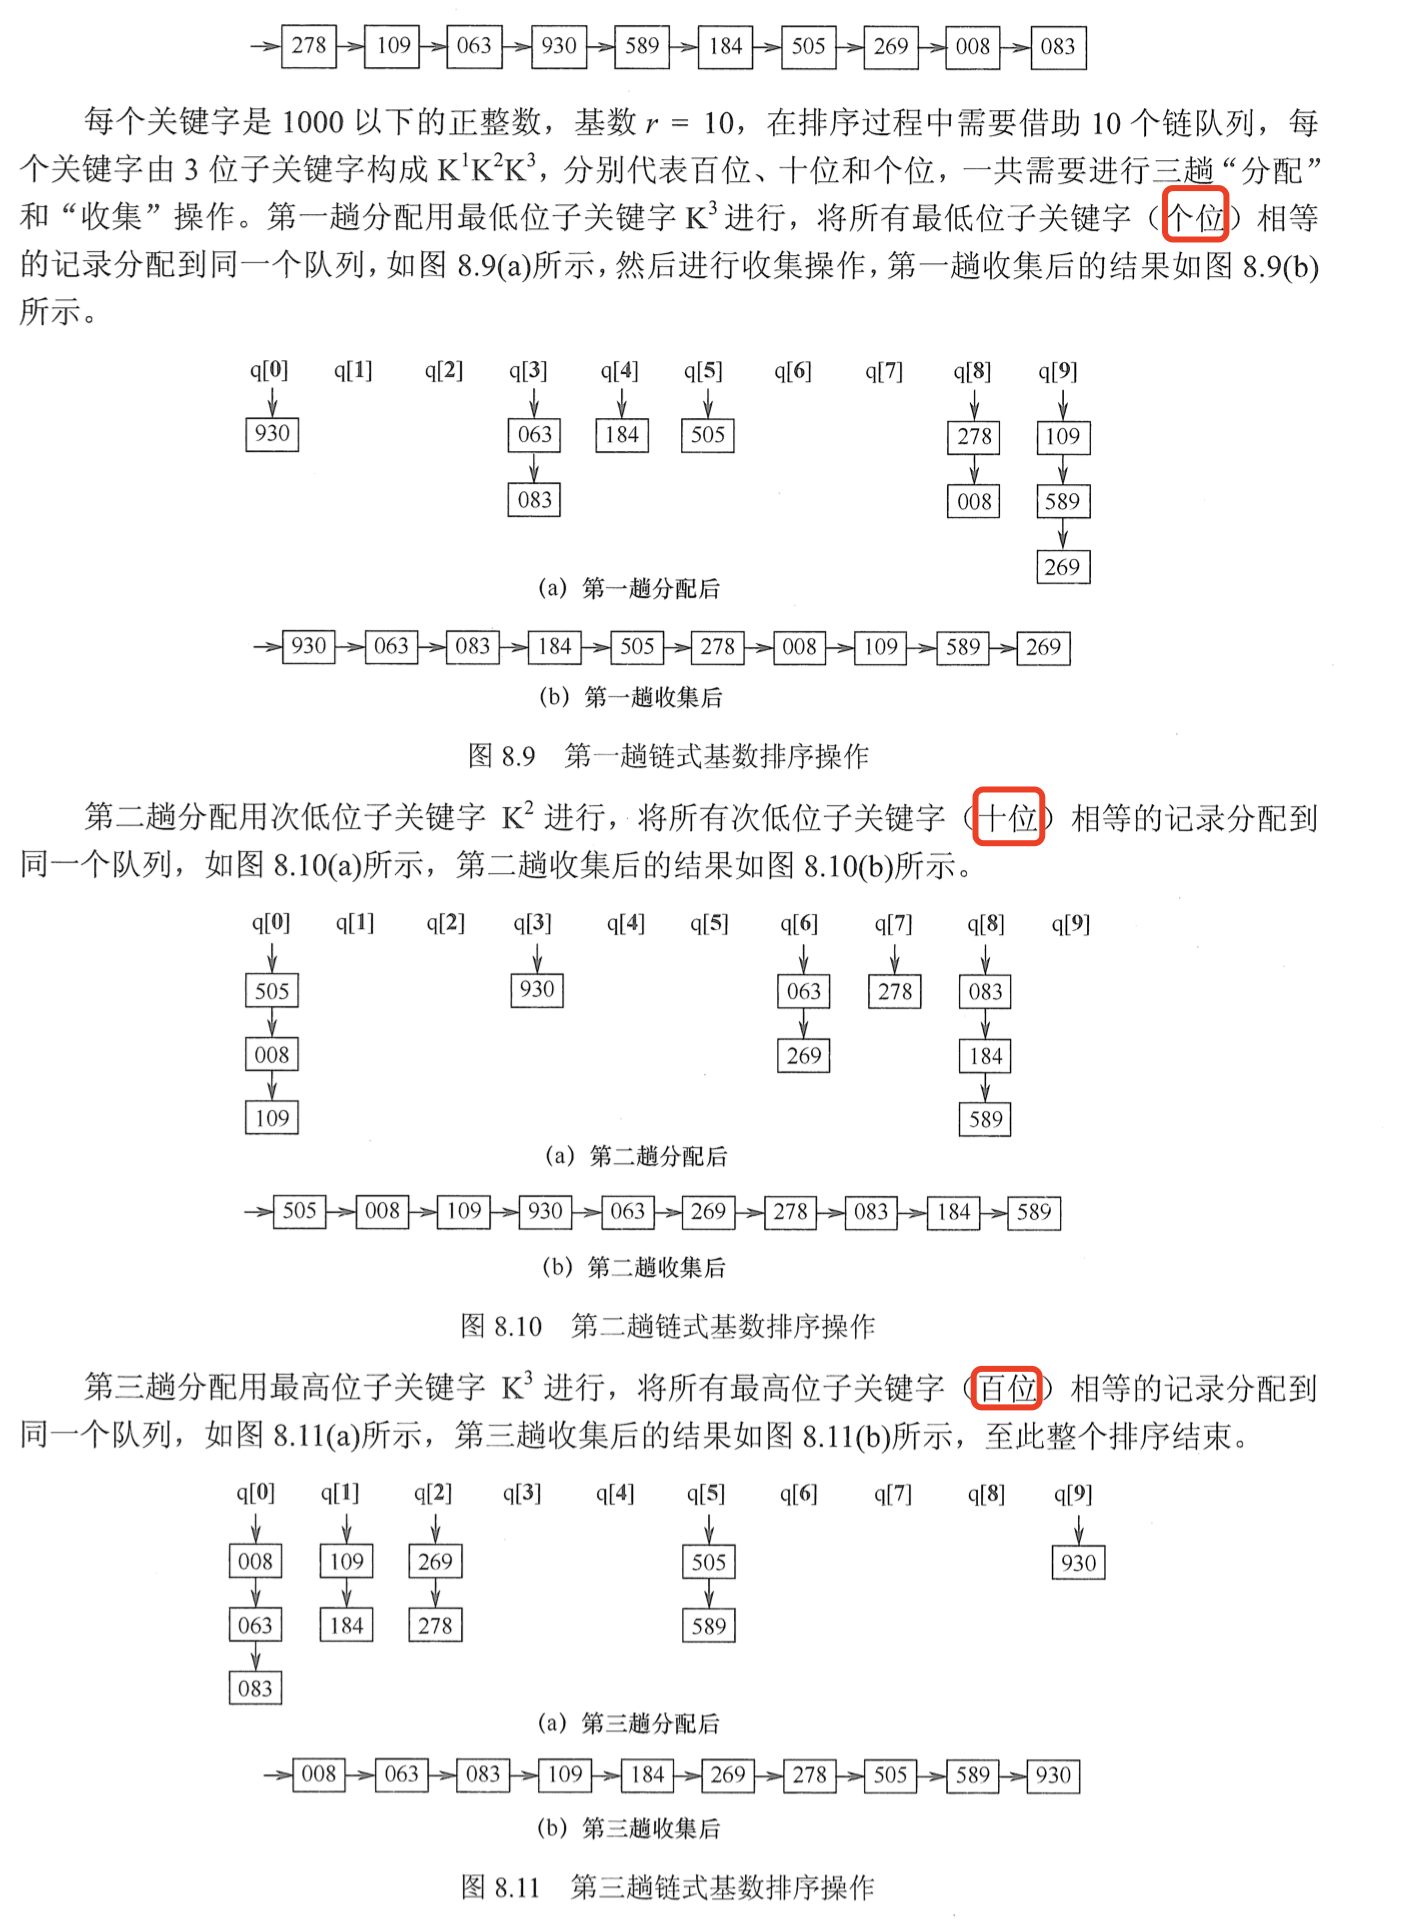 278 109 063 930 589 184 505 269 008 083
每个关键字是 1000 以下的正整数，基数 r = 10，在排序过程中需要借助 10 个链队列，每
个关键字由 3 位子关键字构成 K¹K²K³，分别代表百位、十位和个位，一共需要进行三趟“分配”
和“收集”操作。第一趟分配用最低位子关键字 K³ 进行，将所有最低位子关键字（个位）相等
的记录分配到同一个队列，如图 8.9(a)所示，然后进行收集操作，第一趟收集后的结果如图 8.9(b)
所示。
q[0] q[1] q[2] q[3] q[4] q[5] q[6] q[7] q[8] q[9]
930 063 184 505 278 109
083 008 589
269
(a) 第一趟分配后
930 063 083 184 505 278 008 109 589 269
(b) 第一趟收集后
图 8.9 第一趟链式基数排序操作
第二趟分配用次低位子关键字 K² 进行，将所有次低位子关键字（十位）相等的记录分配到
同一个队列，如图 8.10(a)所示，第二趟收集后的结果如图 8.10(b)所示。
q[0] q[1] q[2] q[3] q[4] q[5] q[6] q[7] q[8] q[9]
505 930 063 278 083
008 269 184
109 589
(a) 第二趟分配后
505 008 109 930 063 269 278 083 184 589
(b) 第二趟收集后
图 8.10 第二趟链式基数排序操作
第三趟分配用最高位子关键字 K³ 进行，将所有最高位子关键字（百位）相等的记录分配到
同一个队列，如图 8.11(a)所示，第三趟收集后的结果如图 8.11(b)所示，至此整个排序结束。
q[0] q[1] q[2] q[3] q[4] q[5] q[6] q[7] q[8] q[9]
008 109 269 505 930
063 184 278 589
083
(a) 第三趟分配后
008 063 083 109 184 269 278 505 589 930
(b) 第三趟收集后
图 8.11 第三趟链式基数排序操作